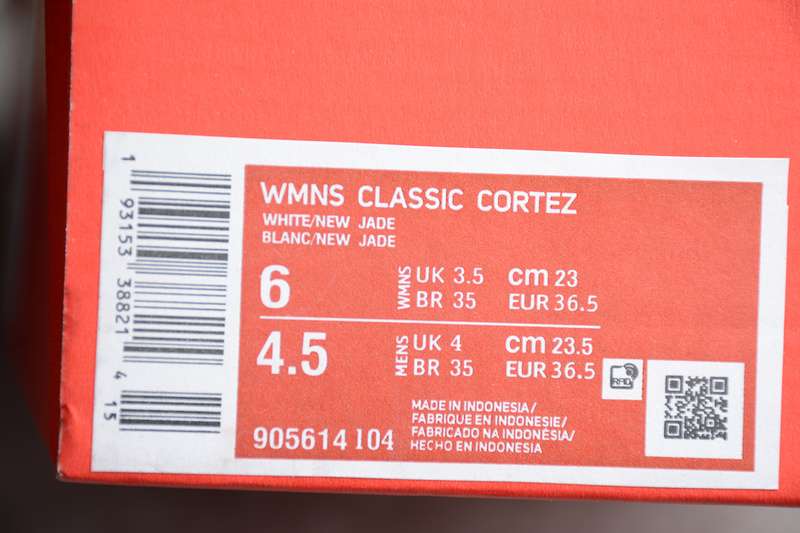 1 93153 38821 4 15
WMNS CLASSIC CORTEZ
WHITE/NEW JADE
BLANC/NEW JADE
6 WMNS UK 3.5 cm 23
BR 35 EUR 36.5
4.5 MENS UK 4 cm 23.5
BR 35 EUR 36.5
RAD
905614 104
MADE IN INDONESIA/
FABRIQUE EN INDONESIE/
FABRICADO NA INDONÉSIA/
HECHO EN INDONESIA